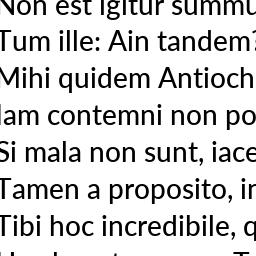 Non est igitur summu
Tum ille: Ain tandem?
Mihi quidem Antioch
Iam contemni non po
Si mala non sunt, iace
Tamen a proposito, in
Tibi hoc incredibile, q